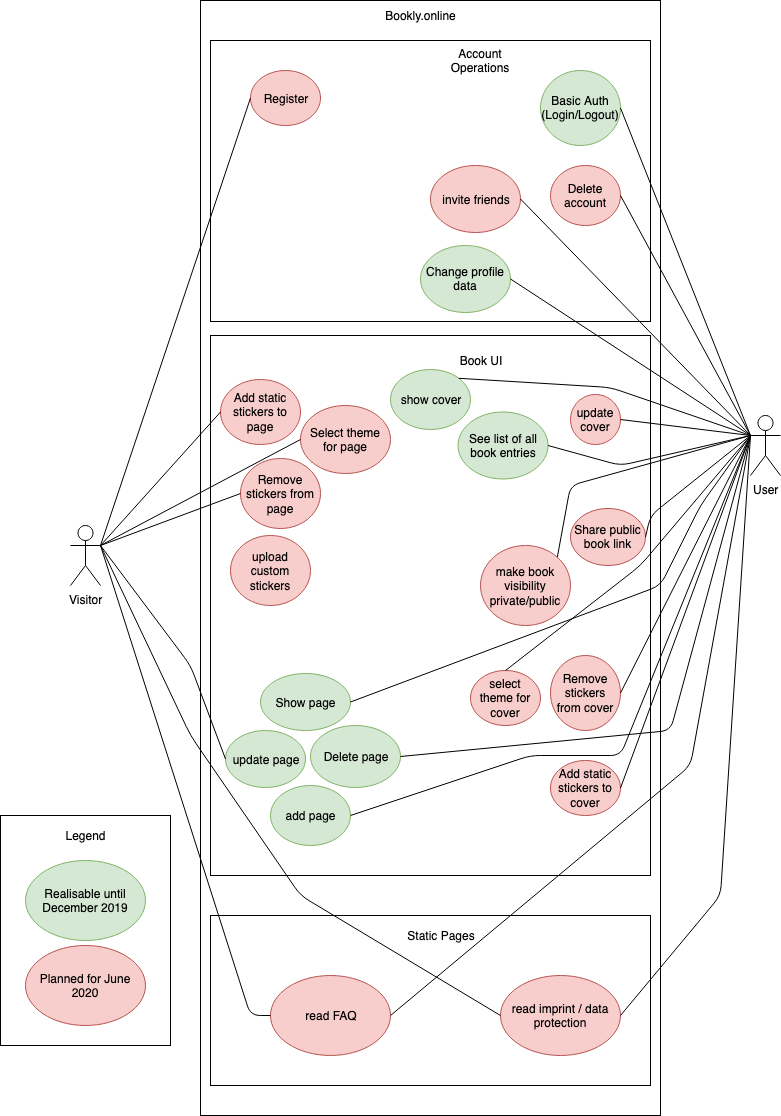 Bookly.online
Account
Operations
Register
Basic Auth
(Login/Logout)
invite friends
Delete
account
Change profile
data
Book UI
Add static
stickers to
page
show cover
update
cover
Select theme
for page
See list of all
book entries
Remove
stickers from
page
User
Share public
book link
upload
custom
stickers
make book
visibility
private/public
Visitor
Show page
select
theme for
cover
Remove
stickers
from cover
update page
Delete page
Add static
stickers to
cover
add page
Legend
Realisable until
December 2019
Planned for June
2020
Static Pages
read FAQ
read imprint / data
protection